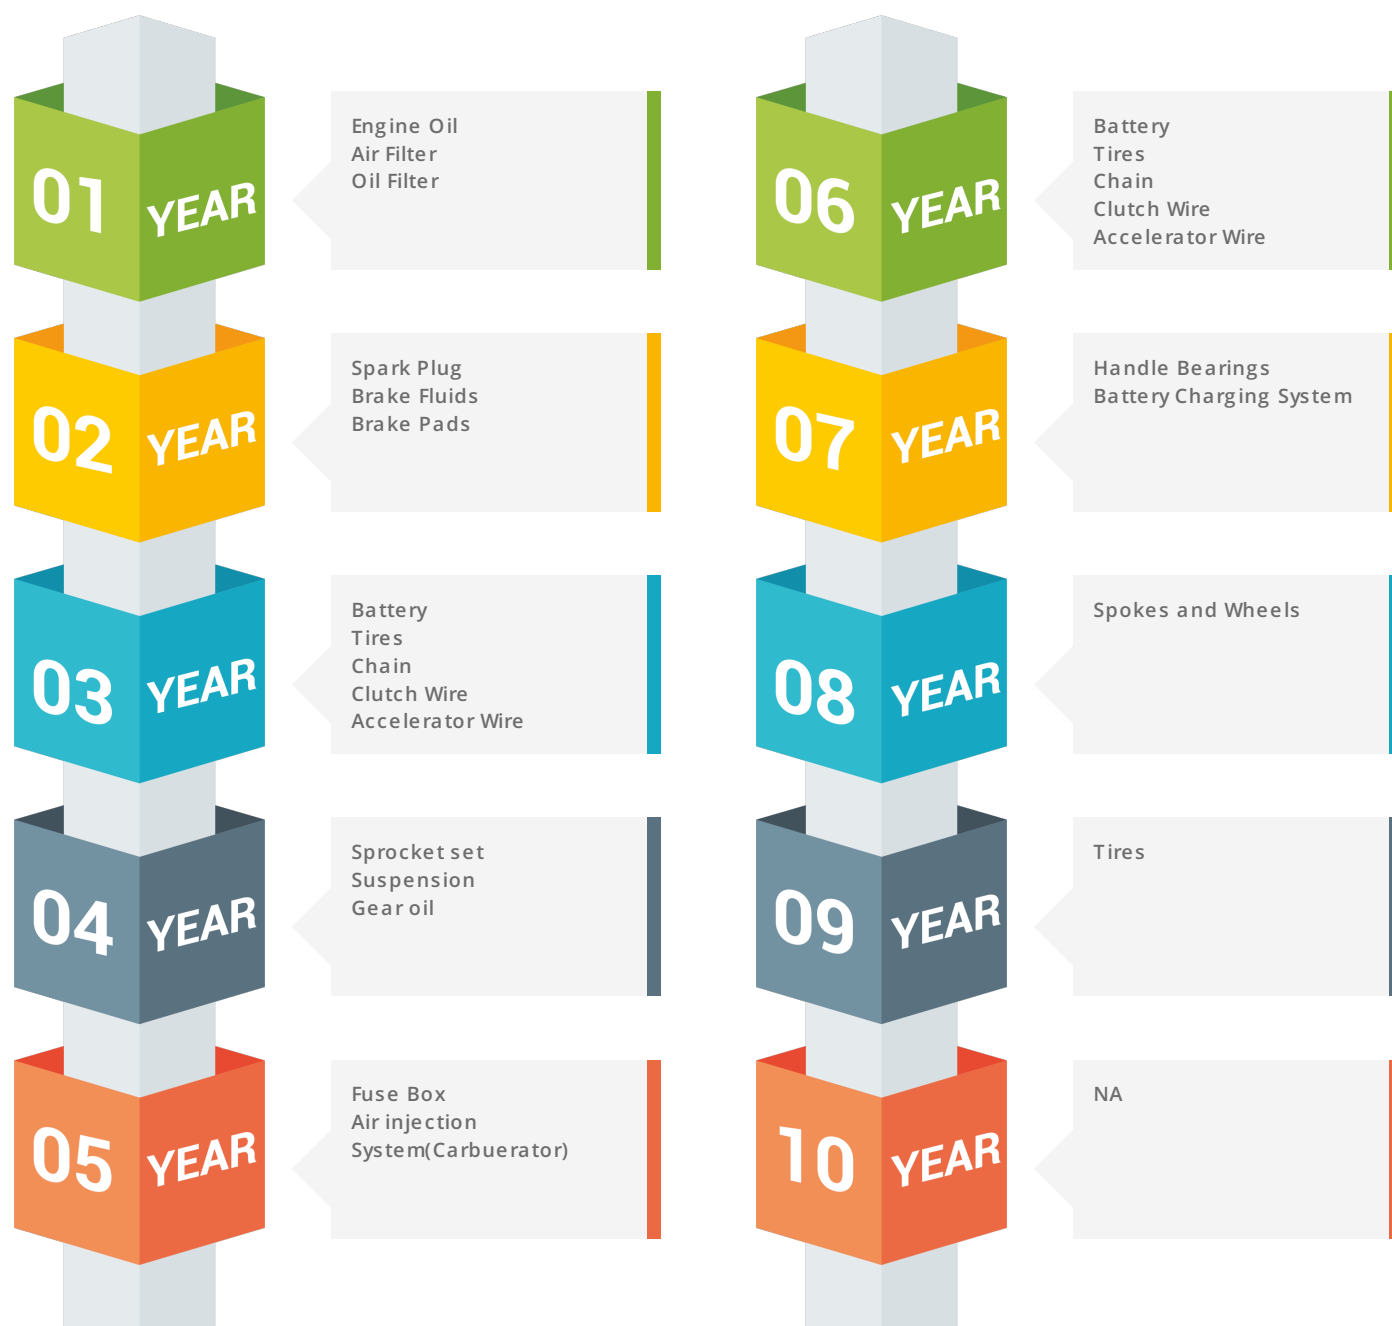 01 YEAR
Engine Oil
Air Filter
Oil Filter
02 YEAR
Spark Plug
Brake Fluids
Brake Pads
03 YEAR
Battery
Tires
Chain
Clutch Wire
Accelerator Wire
04 YEAR
Sprocket set
Suspension
Gear oil
05 YEAR
Fuse Box
Air injection
System(Carbuerator)
06 YEAR
Battery
Tires
Chain
Clutch Wire
Accelerator Wire
07 YEAR
Handle Bearings
Battery Charging System
08 YEAR
Spokes and Wheels
09 YEAR
Tires
10 YEAR
NA